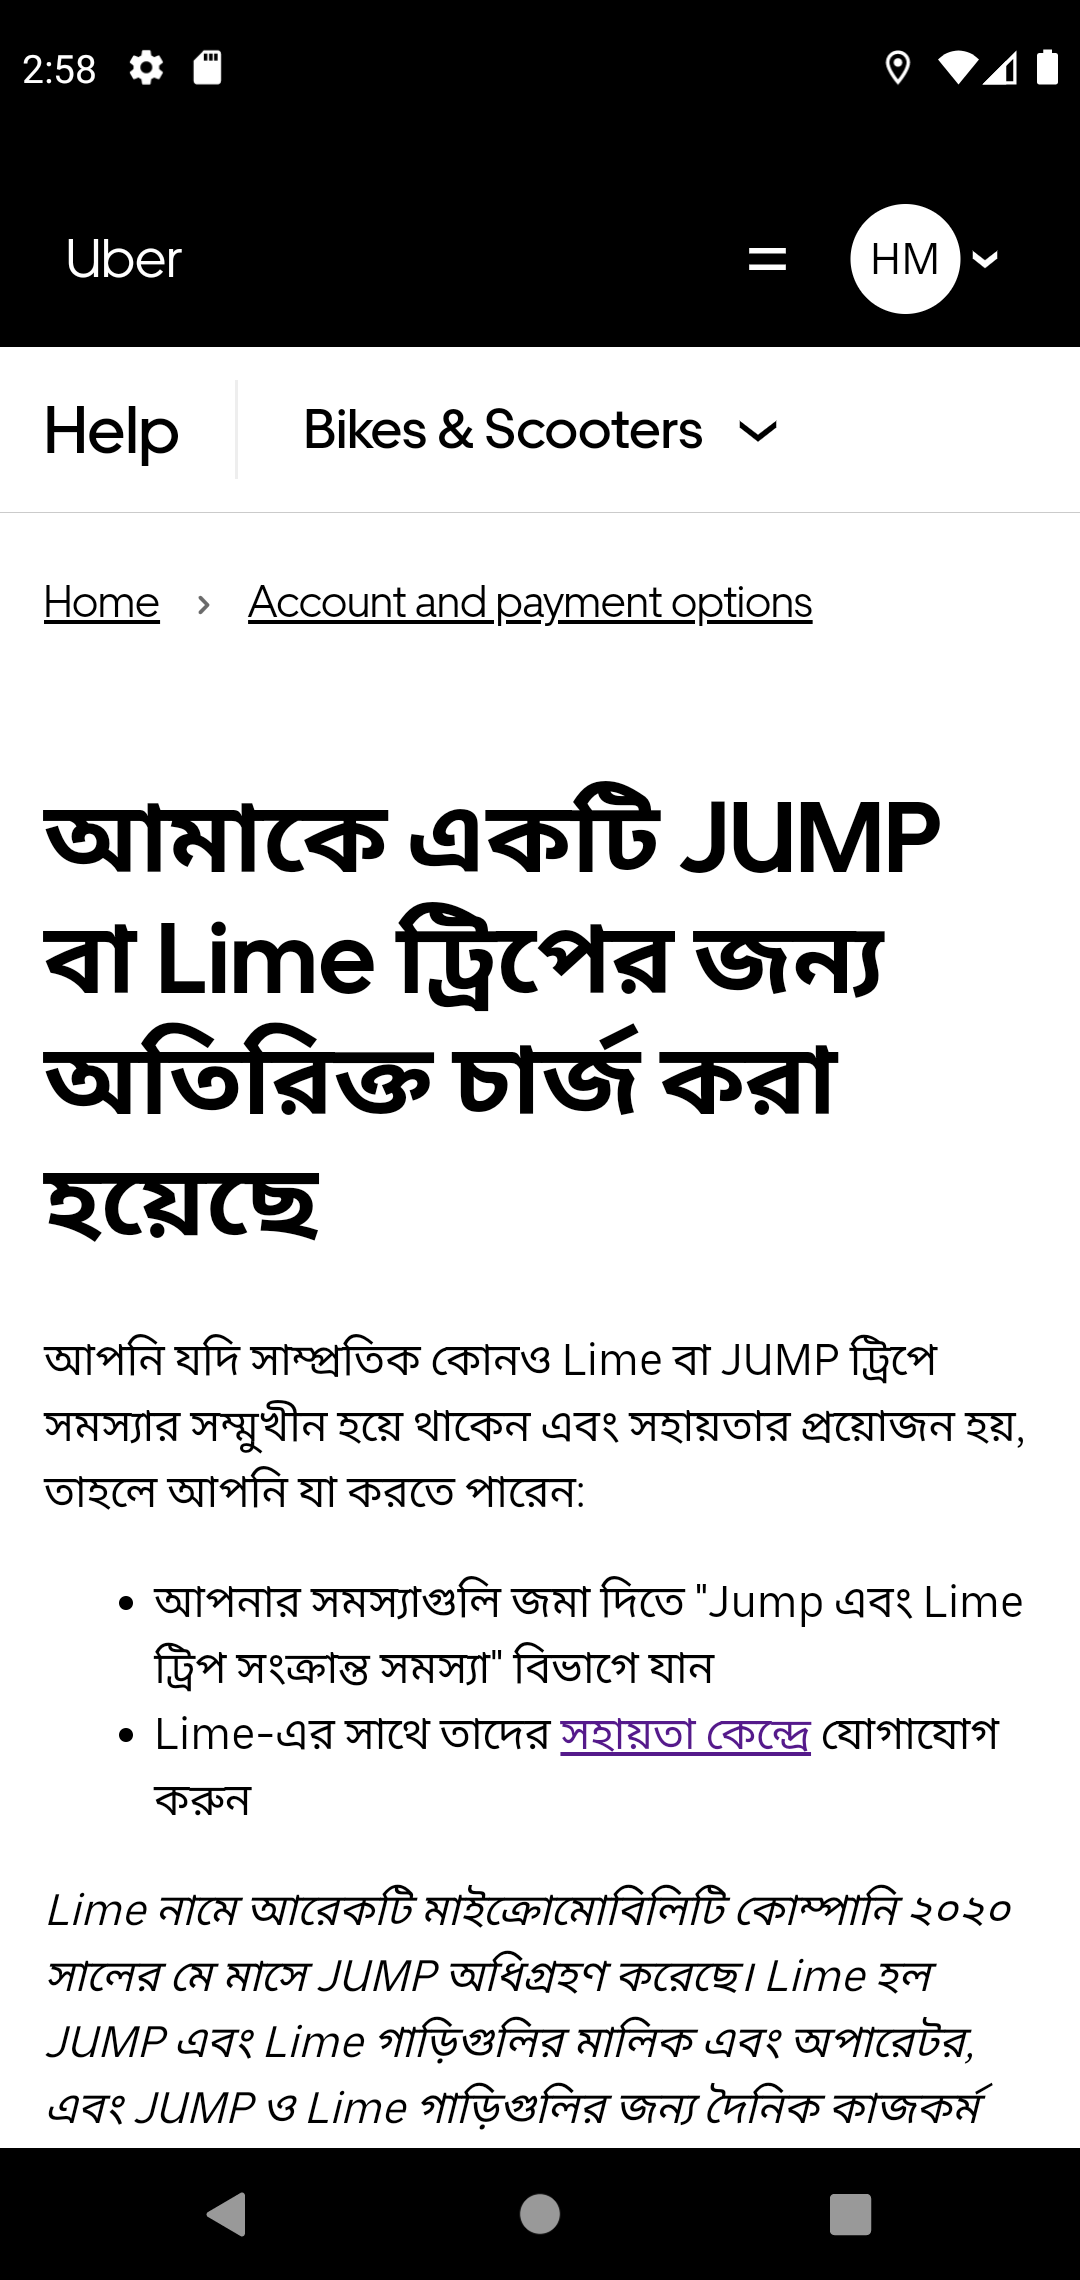 2:58
Uber
HM
Help
Bikes & Scooters
Home
Account and payment options
আমাকে একটি JUMP
বা Lime ট্রিপের জন্য
অতিরিক্ত চার্জ করা
হয়েছে
আপনি যদি সাম্প্রতিক কোনও Lime বা JUMP ট্রিপে
সমস্যার সম্মুখীন হয়ে থাকেন এবং সহায়তার প্রয়োজন হয়,
তাহলে আপনি যা করতে পারেন:
• আপনার সমস্যাগুলি জমা দিতে "Jump এবং Lime
ট্রিপ সংক্রান্ত সমস্যা" বিভাগে যান
• Lime-এর সাথে তাদের সহায়তা কেন্দ্রে যোগাযোগ
করুন
Lime নামে আরেকটি মাইক্রোমোবিলিটি কোম্পানি ২০২০
সালের মে মাসে JUMP অধিগ্রহণ করেছে। Lime হল
JUMP এবং Lime গাড়িগুলির মালিক এবং অপারেটর,
এবং JUMP ও Lime গাড়িগুলির জন্য দৈনিক কাজকর্ম